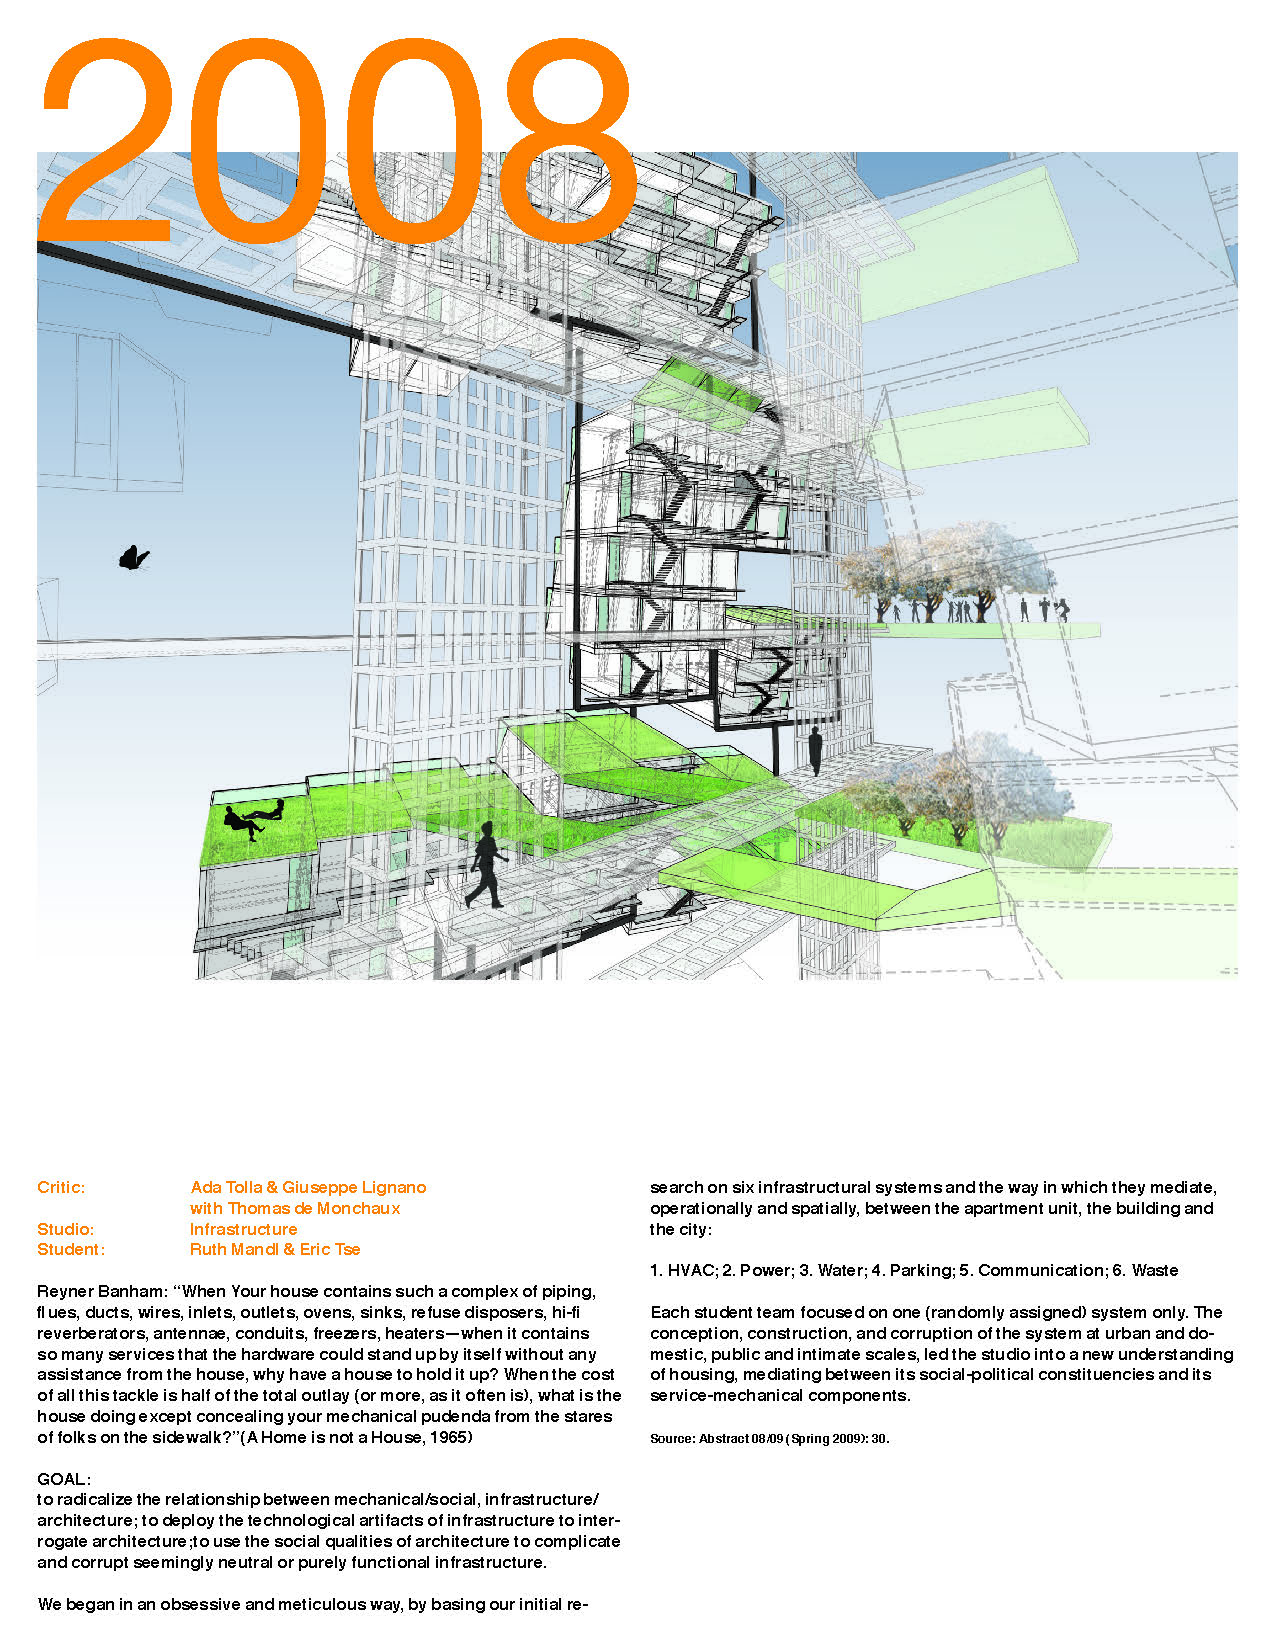 2008
Critic: Ada Tolla & Giuseppe Lignano
with Thomas de Monchaux
Studio: Infrastructure
Student: Ruth Mandl & Eric Tse
Reyner Banham: “When Your house contains such a complex of piping,
flues, ducts, wires, inlets, outlets, ovens, sinks, refuse disposers, hi-fi
reverberators, antennae, conduits, freezers, heaters—when it contains
so many services that the hardware could stand up by itself without any
assistance from the house, why have a house to hold it up? When the cost
of all this tackle is half of the total outlay (or more, as it often is), what is the
house doing except concealing your mechanical pudenda from the stares
of folks on the sidewalk?”(A Home is not a House, 1965)
GOAL:
to radicalize the relationship between mechanical/social, infrastructure/
architecture; to deploy the technological artifacts of infrastructure to inter-
rogate architecture;to use the social qualities of architecture to complicate
and corrupt seemingly neutral or purely functional infrastructure.
We began in an obsessive and meticulous way, by basing our initial re-
search on six infrastructural systems and the way in which they mediate,
operationally and spatially, between the apartment unit, the building and
the city:
1. HVAC; 2. Power; 3. Water; 4. Parking; 5. Communication; 6. Waste
Each student team focused on one (randomly assigned) system only. The
conception, construction, and corruption of the system at urban and do-
mestic, public and intimate scales, led the studio into a new understanding
of housing, mediating between its social-political constituencies and its
service-mechanical components.
Source: Abstract 08/09 (Spring 2009): 30.